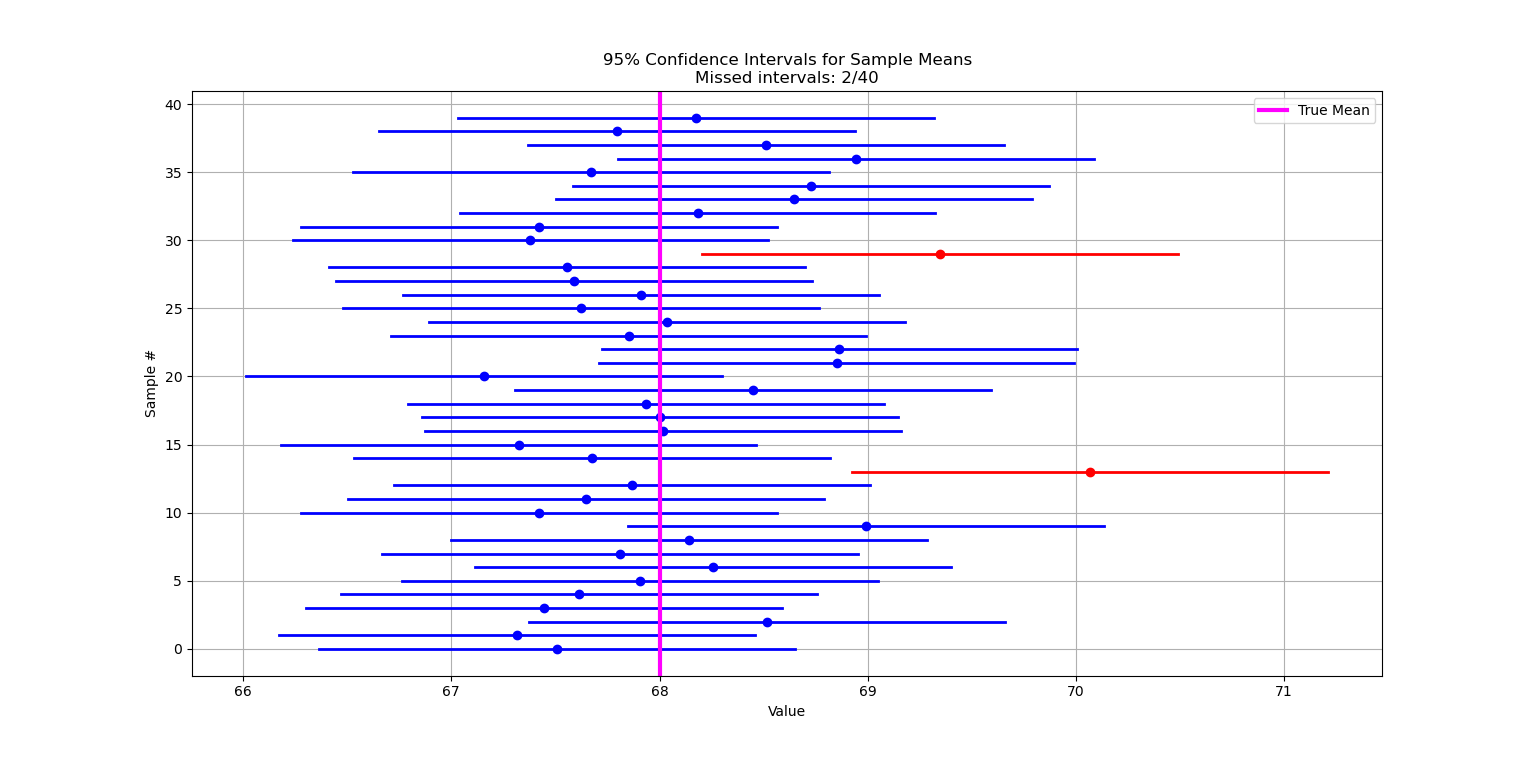 95% Confidence Intervals for Sample Means
Missed intervals: 2/40
True Mean
40
35
30
25
20
15
10
5
0
Sample #
66 67 68 69 70 71
Value